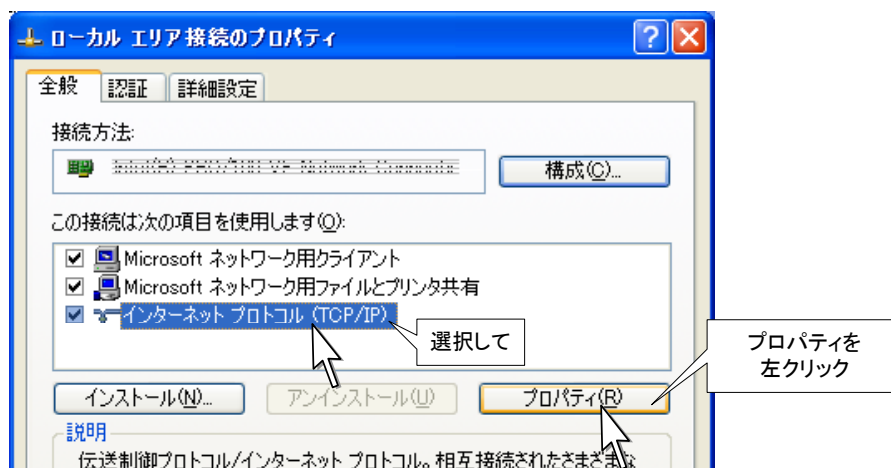 ローカル エリア接続のプロパティ
全般 認証 詳細設定
接続方法:
構成(C)...
この接続は次の項目を使用します(O):
Microsoft ネットワーク用クライアント
Microsoft ネットワーク用ファイルとプリンタ共有
インターネット プロトコル (TCP/IP)
選択して
プロパティを
左クリック
インストール(N)... アンインストール(U) プロパティ(R)
説明
伝送制御プロトコル/インターネット プロトコル。相互接続されたさまざまな